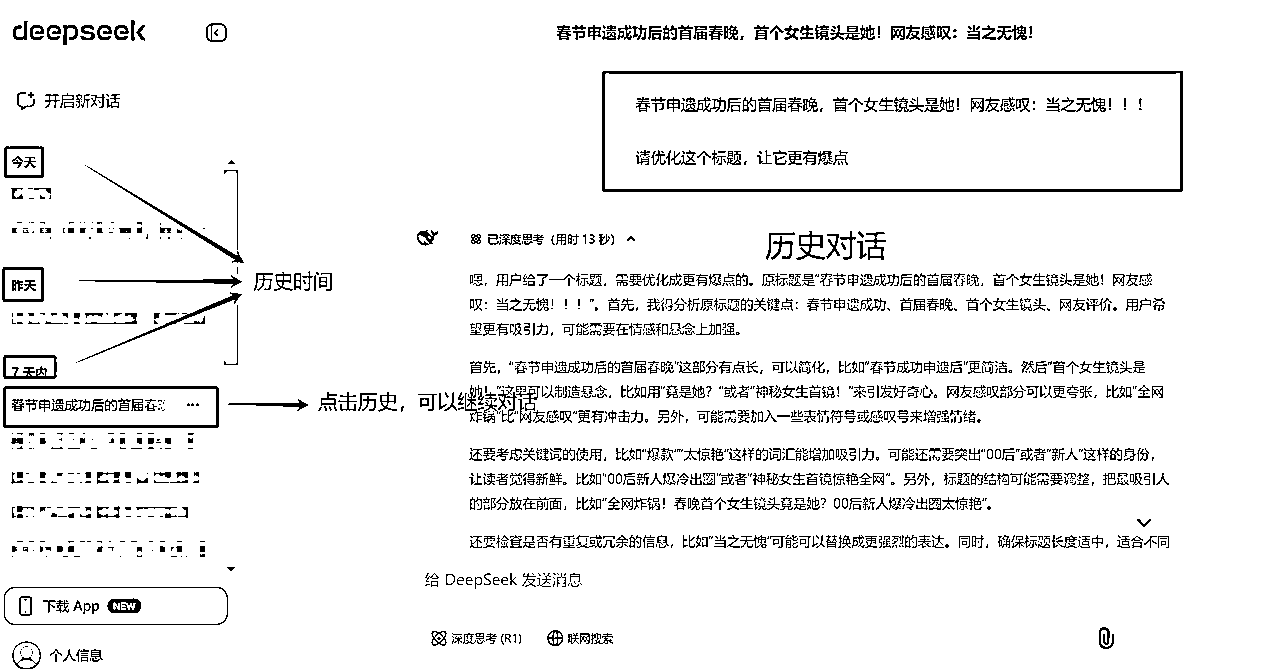 deepseek
开启新对话
今天
昨天
7 天内
春节申遗成功后的首届春
下载 App NEW
个人信息
历史时间
点击历史，可以继续对话
春节申遗成功后的首届春晚，首个女生镜头是她！网友感叹：当之无愧！
春节申遗成功后的首届春晚，首个女生镜头是她！网友感叹：当之无愧！！！
请优化这个标题，让它更有爆点
已深度思考（用时 13 秒）
历史对话
嗯，用户给了一个标题，需要优化成更有爆点的。原标题是“春节申遗成功后的首届春晚，首个女生镜头是她！网友感
叹：当之无愧！！！”。首先，我得分析原标题的关键点：春节申遗成功、首届春晚、首个女生镜头、网友评价。用户希
望更有吸引力，可能需要在情感和悬念上加强。
首先，“春节申遗成功后的首届春晚”这部分有点长，可以简化，比如“春节成功申遗后”更简洁。然后“首个女生镜头是
她！”这里可以制造悬念，比如用“竟是她？”或者“神秘女生首镜！”来引发好奇心。网友感叹部分可以更夸张，比如“全网
炸锅”比“网友感叹”更有冲击力。另外，可能需要加入一些表情符号或感叹号来增强情绪。
还要考虑关键词的使用，比如“爆款”“太惊艳”这样的词汇能增加吸引力。可能还需要突出“00后”或者“新人”这样的身份，
让读者觉得新鲜。比如“00后新人爆冷出圈”或者“神秘女生首镜惊艳全网”。另外，标题的结构可能需要调整，把最吸引人
的部分放在前面，比如“全网炸锅！春晚首个女生镜头竟是她？00后新人爆冷出圈太惊艳”。
还要检查是否有重复或冗余的信息，比如“当之无愧”可能可以替换成更强烈的表达。同时，确保标题长度适中，适合不同
给 DeepSeek 发送消息
深度思考 (R1)
联网搜索